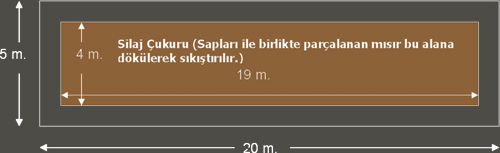 Silaj Çukuru (Sapları ile birlikte parçalanan mısır bu alana
dökülerek sıkıştırılır.)
5 m.
4 m.
19 m.
20 m.